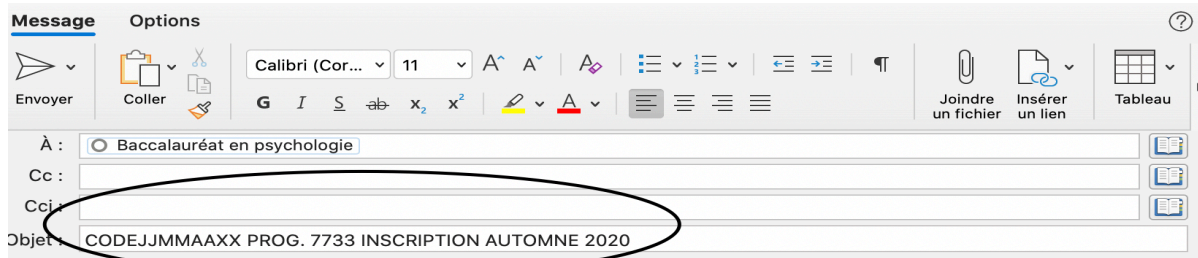 Message Options
Calibri (Cor... 11 A^ Aˇ A ¶
Envoyer Coller G I S ab x₂ x² A Joindre un fichier Insérer un lien Tableau
À : Baccalauréat en psychologie
Cc :
Cci :
Objet : CODEJJMMAAXX PROG. 7733 INSCRIPTION AUTOMNE 2020